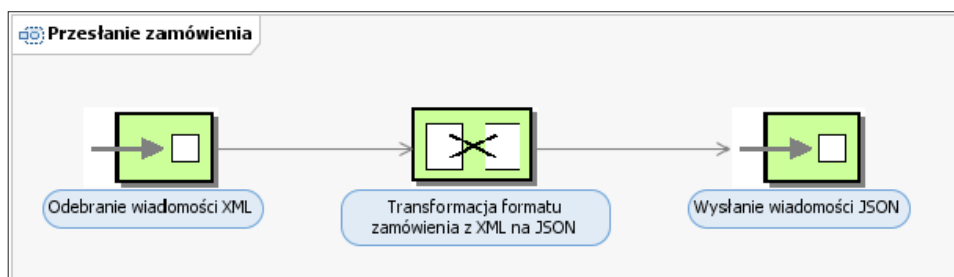 Przesłanie zamówienia
Odebranie wiadomości XML
Transformacja formatu
zamówienia z XML na JSON
Wysłanie wiadomości JSON